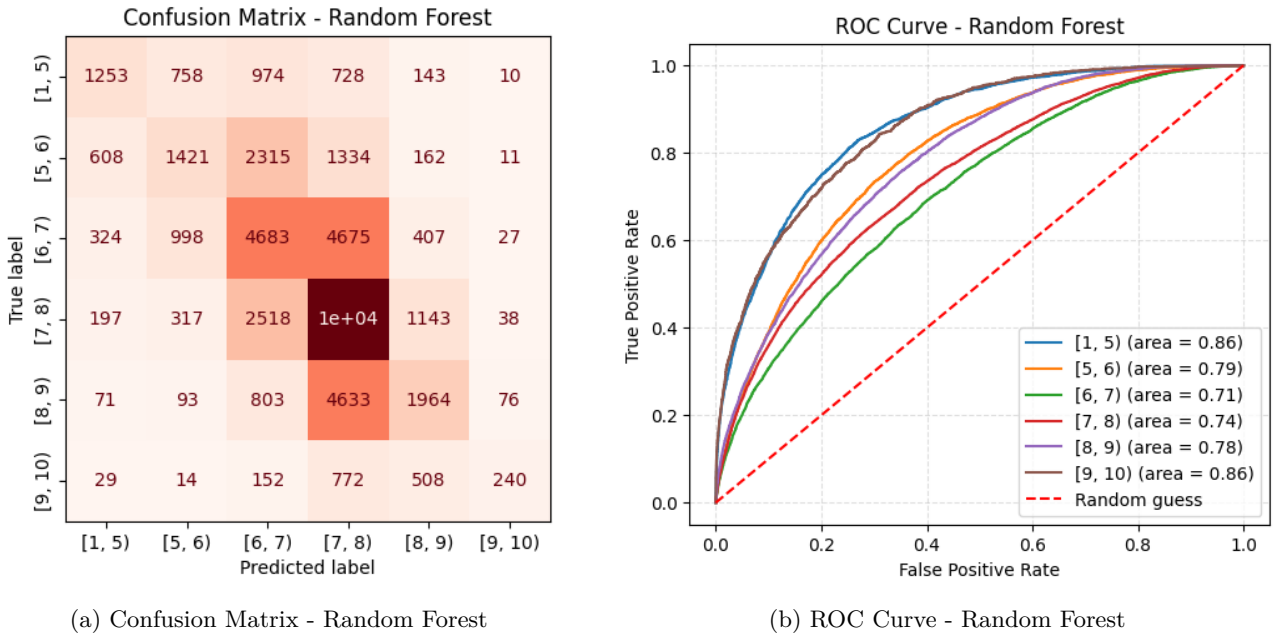 Confusion Matrix - Random Forest
True label
[1, 5) 1253 758 974 728 143 10
[5, 6) 608 1421 2315 1334 162 11
[6, 7) 324 998 4683 4675 407 27
[7, 8) 197 317 2518 1e+04 1143 38
[8, 9) 71 93 803 4633 1964 76
[9, 10) 29 14 152 772 508 240
[1, 5) [5, 6) [6, 7) [7, 8) [8, 9) [9, 10)
Predicted label
(a) Confusion Matrix - Random Forest
ROC Curve - Random Forest
True Positive Rate
1.0
0.8
0.6
0.4
0.2
0.0
[1, 5) (area = 0.86)
[5, 6) (area = 0.79)
[6, 7) (area = 0.71)
[7, 8) (area = 0.74)
[8, 9) (area = 0.78)
[9, 10) (area = 0.86)
Random guess
0.0 0.2 0.4 0.6 0.8 1.0
False Positive Rate
(b) ROC Curve - Random Forest